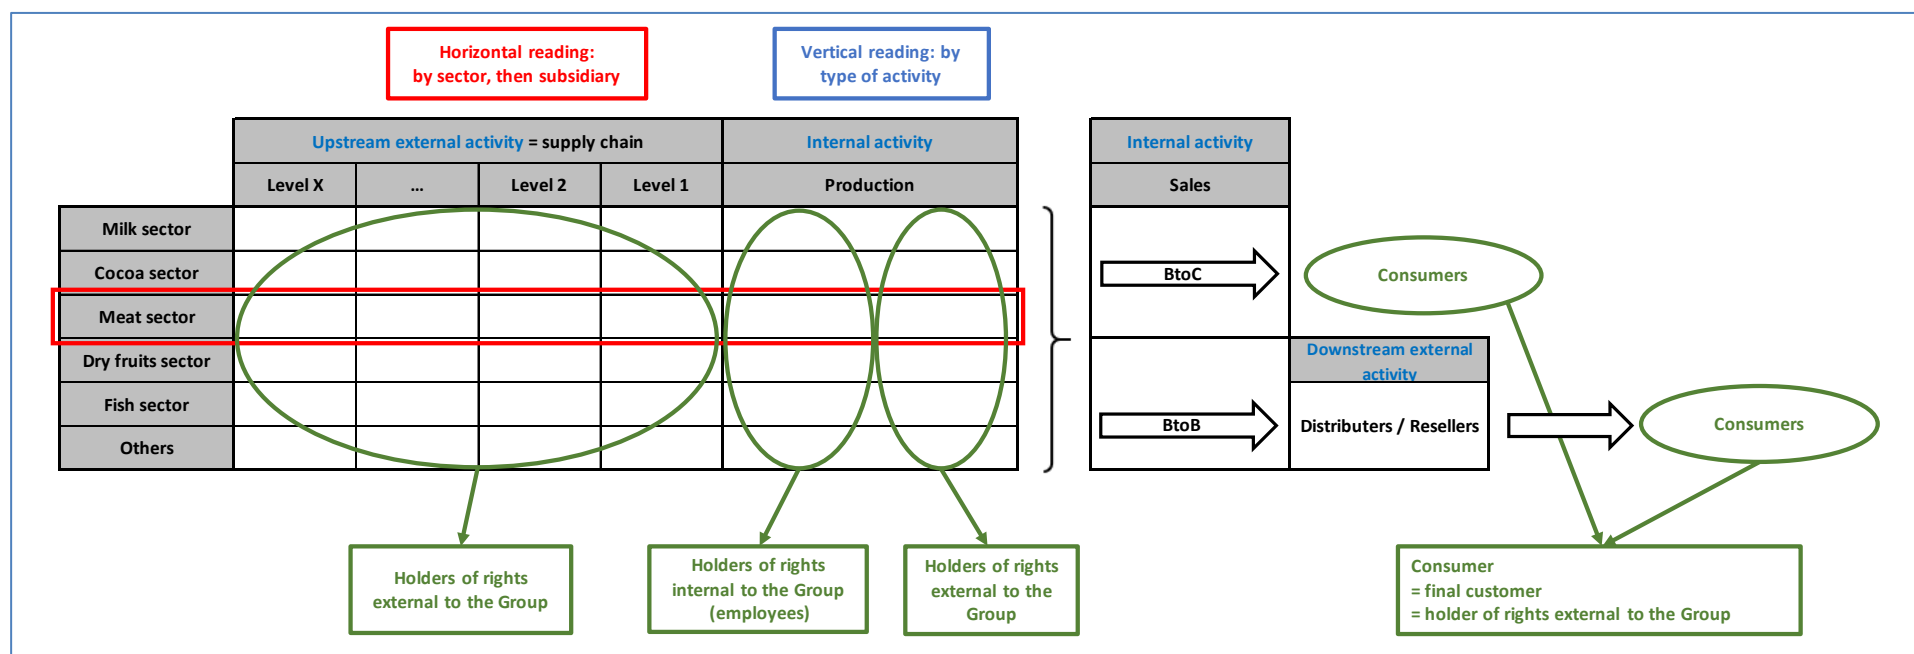 Horizontal reading:
by sector, then subsidiary
Vertical reading: by
type of activity
Upstream external activity = supply chain
Internal activity
Internal activity
Level X
...
Level 2
Level 1
Production
Sales
Milk sector
Cocoa sector
Meat sector
Dry fruits sector
Fish sector
Others
BtoC
Consumers
Downstream external
activity
BtoB
Distributers / Resellers
Consumers
Holders of rights
external to the Group
Holders of rights
internal to the Group
(employees)
Holders of rights
external to the
Group
Consumer
= final customer
= holder of rights external to the Group